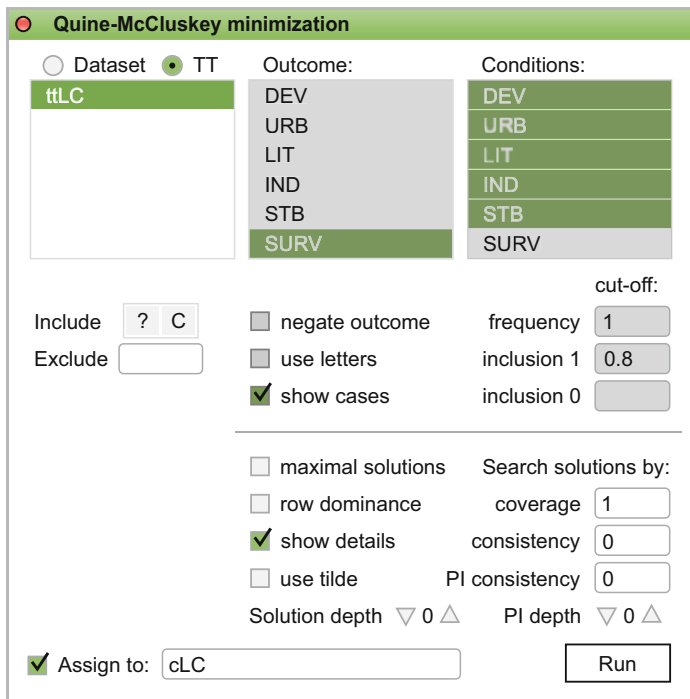 Quine-McCluskey minimization
Dataset TT Outcome: Conditions:
ttLC DEV DEV
URB URB
LIT LIT
IND IND
STB STB
SURV SURV
cut-off:
Include ? C negate outcome frequency 1
Exclude use letters inclusion 1 0.8
show cases inclusion 0
maximal solutions Search solutions by:
row dominance coverage 1
show details consistency 0
use tilde PI consistency 0
Solution depth 0 PI depth 0
Assign to: cLC Run